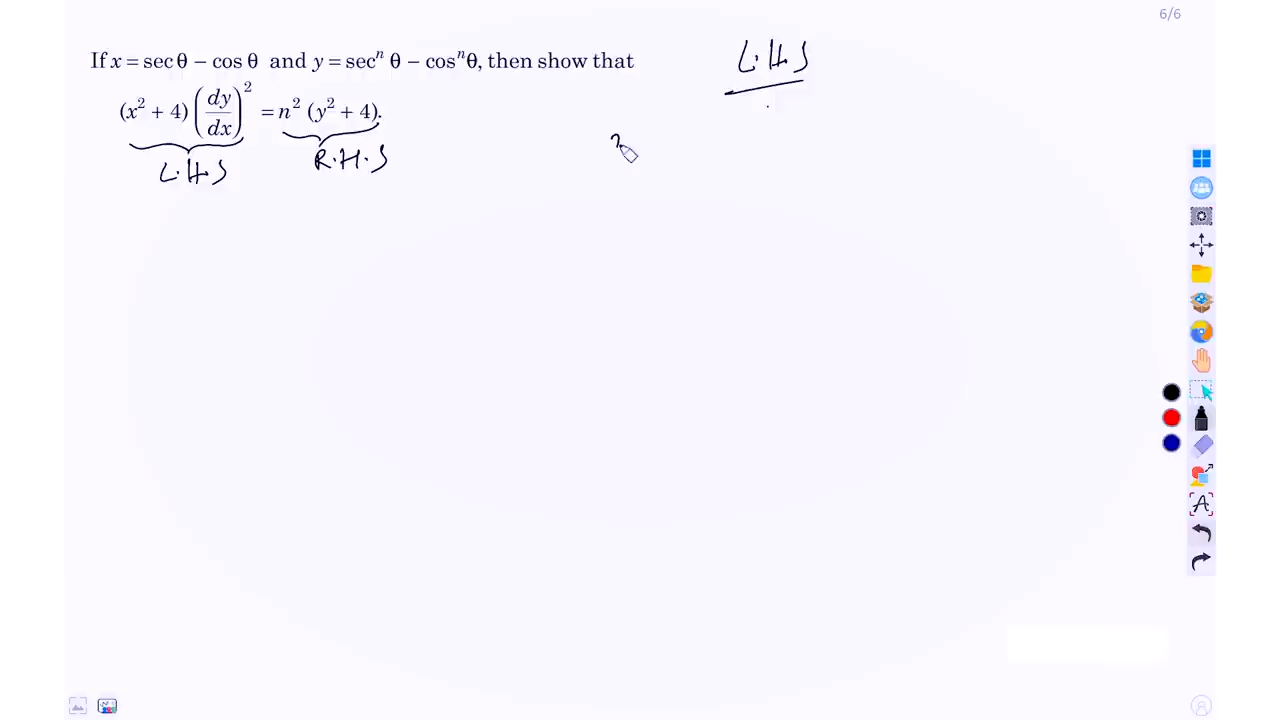 6/6
If x = sec θ − cos θ and y = secⁿ θ − cosⁿθ, then show that
(x² + 4) (dy/dx)² = n² (y² + 4).
L.H.S
R.H.S
L.H.S